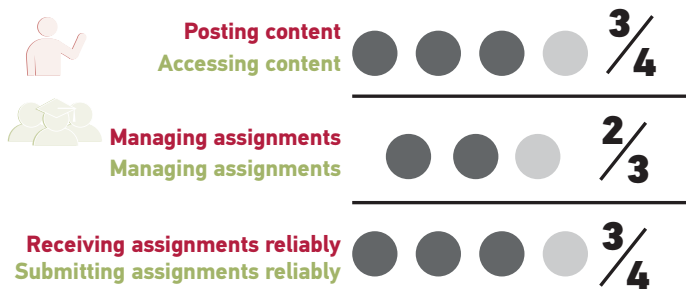 Posting content
Accessing content
3/4
Managing assignments
Managing assignments
2/3
Receiving assignments reliably
Submitting assignments reliably
3/4